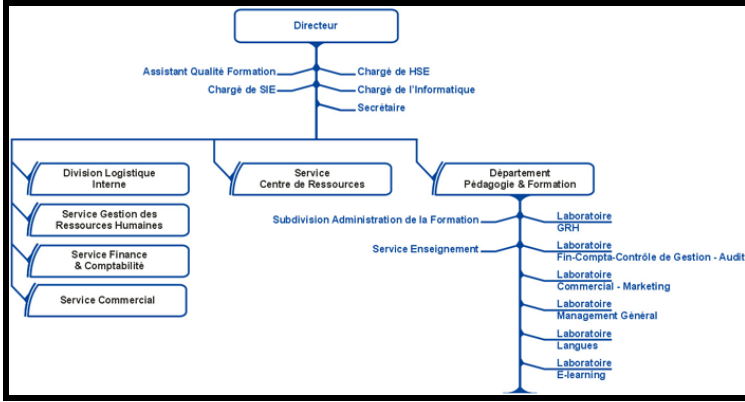 Directeur
Assistant Qualité Formation
Chargé de HSE
Chargé de SIE
Chargé de l'Informatique
Secrétaire
Division Logistique
Interne
Service
Centre de Ressources
Département
Pédagogie & Formation
Service Gestion des
Ressources Humaines
Service Finance
& Comptabilité
Service Commercial
Subdivision Administration de la Formation
Laboratoire
GRH
Service Enseignement
Laboratoire
Fin-Compta-Contrôle de Gestion - Audit
Laboratoire
Commercial - Marketing
Laboratoire
Management Général
Laboratoire
Langues
Laboratoire
E-learning